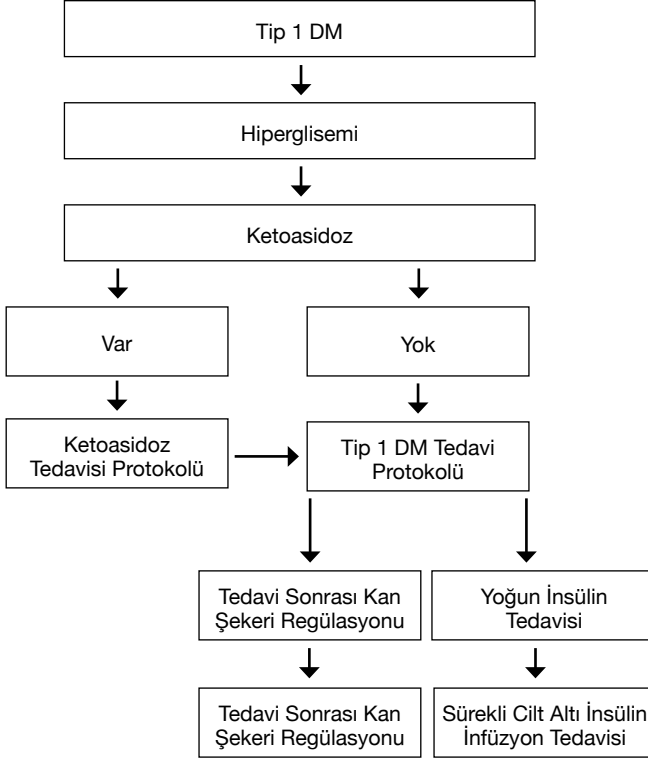 Tip 1 DM
Hiperglisemi
Ketoasidoz
Var
Yok
Ketoasidoz
Tedavisi Protokolü
Tip 1 DM Tedavi
Protokolü
Tedavi Sonrası Kan
Şekeri Regülasyonu
Yoğun İnsülin
Tedavisi
Tedavi Sonrası Kan
Şekeri Regülasyonu
Sürekli Cilt Altı İnsülin
İnfüzyon Tedavisi